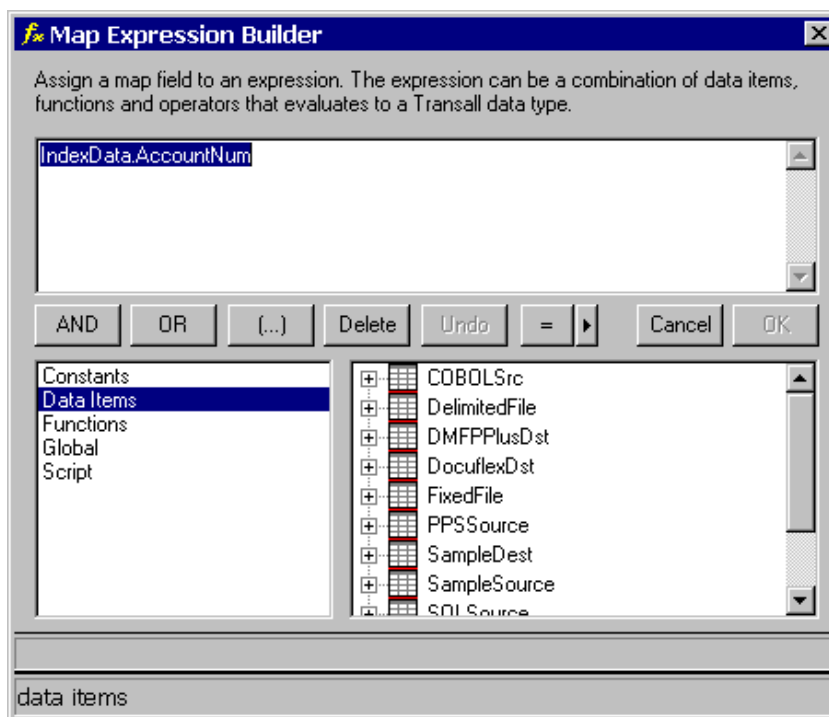 Map Expression Builder
Assign a map field to an expression. The expression can be a combination of data items,
functions and operators that evaluates to a Transall data type.
IndexData.AccountNum
AND OR (...) Delete Undo = Cancel OK
Constants
Data Items
Functions
Global
Script
COBOLSrc
DelimitedFile
DMFPPlusDst
DocuflexDst
FixedFile
PPSSource
SampleDest
SampleSource
SQLSource
data items